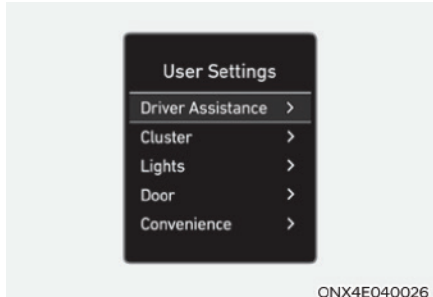 User Settings
Driver Assistance >
Cluster >
Lights >
Door >
Convenience >
ONX4E040026